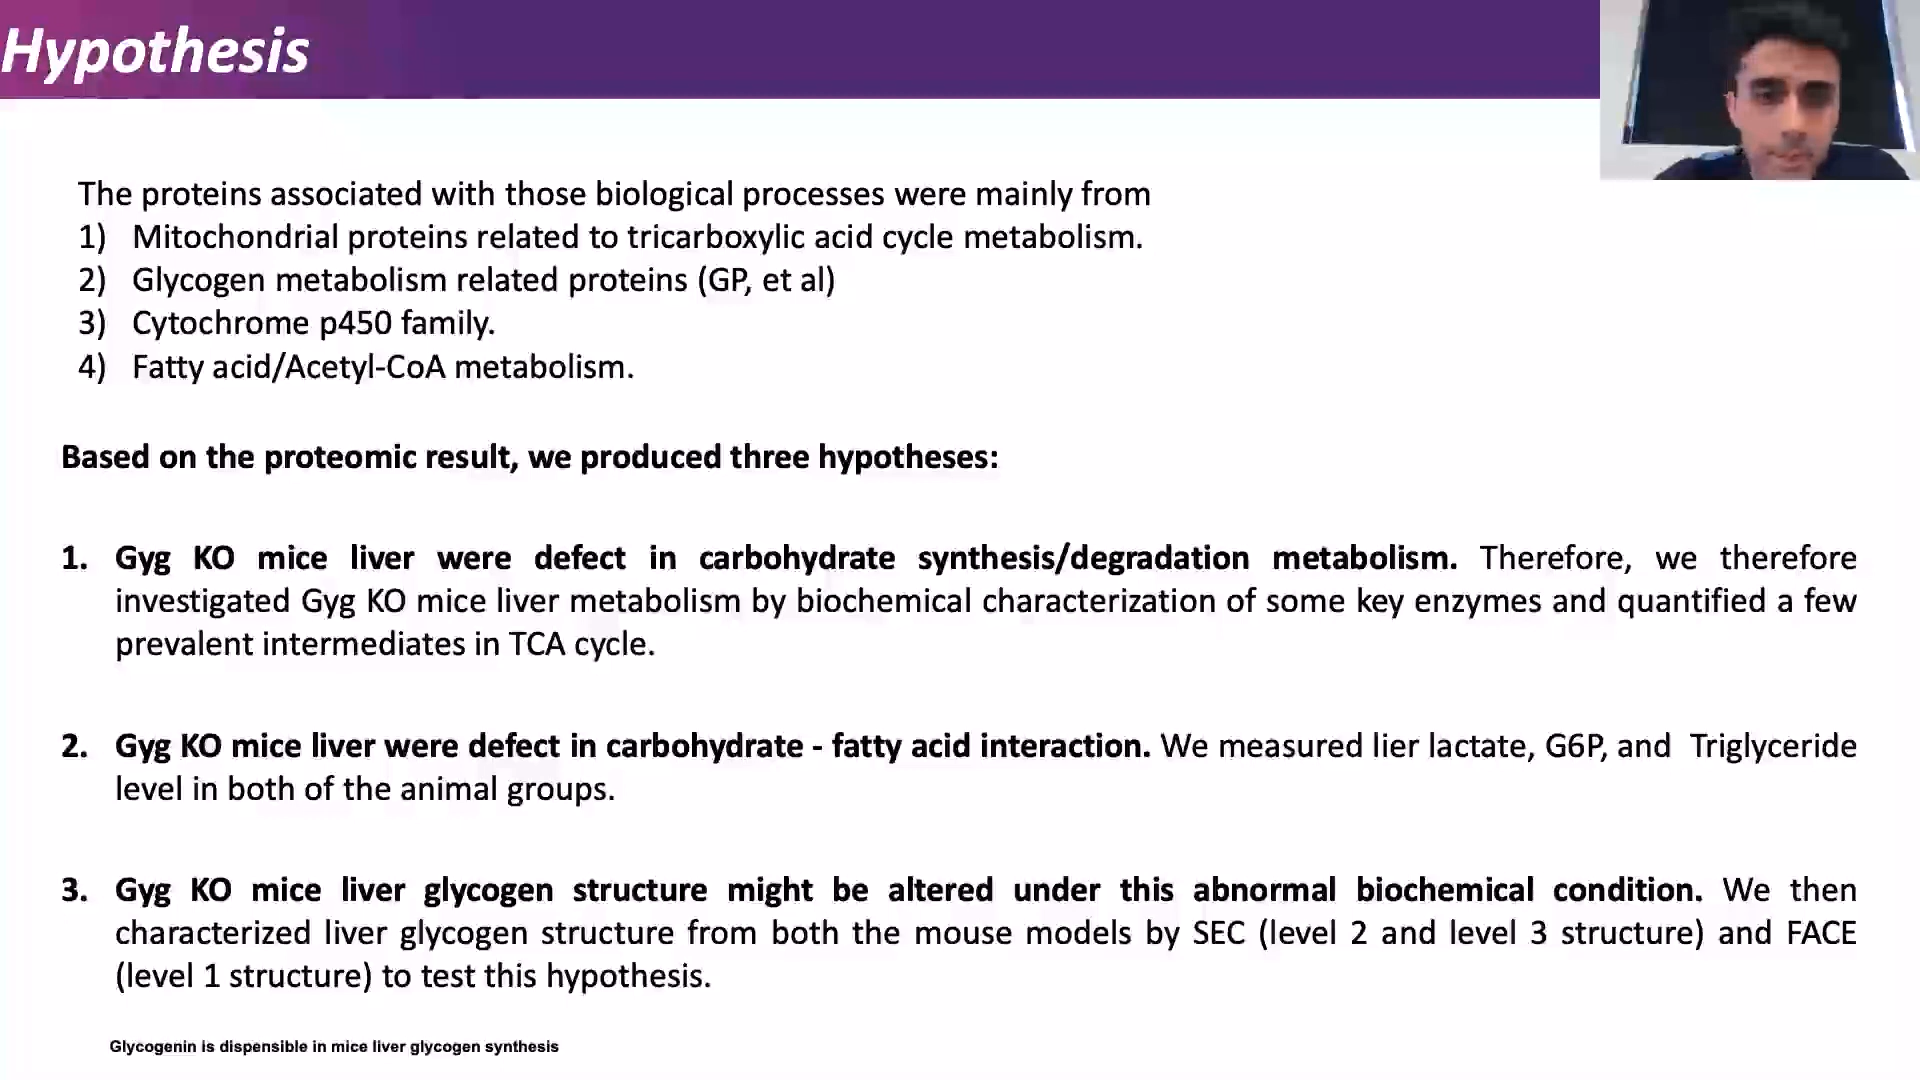 Hypothesis
The proteins associated with those biological processes were mainly from
1) Mitochondrial proteins related to tricarboxylic acid cycle metabolism.
2) Glycogen metabolism related proteins (GP, et al)
3) Cytochrome p450 family.
4) Fatty acid/Acetyl-CoA metabolism.
Based on the proteomic result, we produced three hypotheses:
1. Gyg KO mice liver were defect in carbohydrate synthesis/degradation metabolism. Therefore, we therefore
investigated Gyg KO mice liver metabolism by biochemical characterization of some key enzymes and quantified a few
prevalent intermediates in TCA cycle.
2. Gyg KO mice liver were defect in carbohydrate - fatty acid interaction. We measured lier lactate, G6P, and Triglyceride
level in both of the animal groups.
3. Gyg KO mice liver glycogen structure might be altered under this abnormal biochemical condition. We then
characterized liver glycogen structure from both the mouse models by SEC (level 2 and level 3 structure) and FACE
(level 1 structure) to test this hypothesis.
Glycogenin is dispensible in mice liver glycogen synthesis